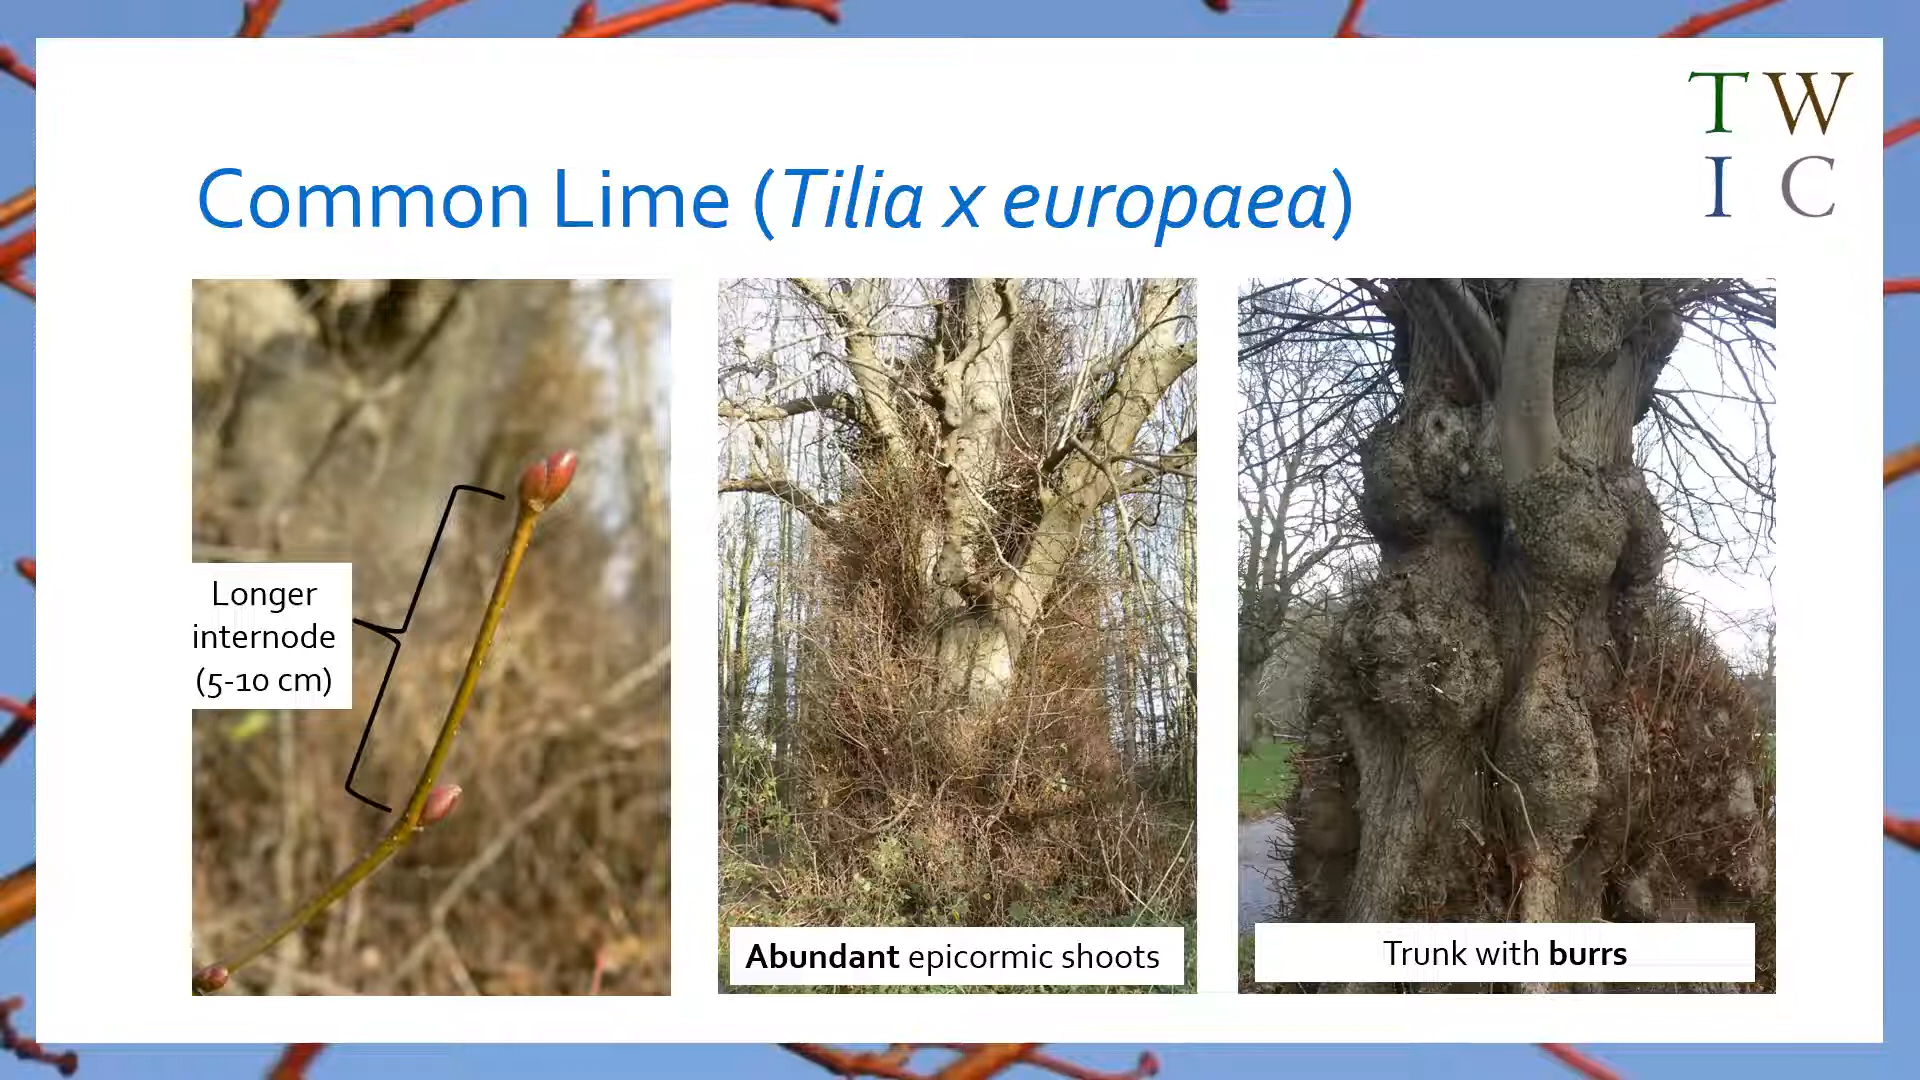 T W
I C
Common Lime (Tilia x europaea)
Longer
internode
(5-10 cm)
Abundant epicormic shoots
Trunk with burrs